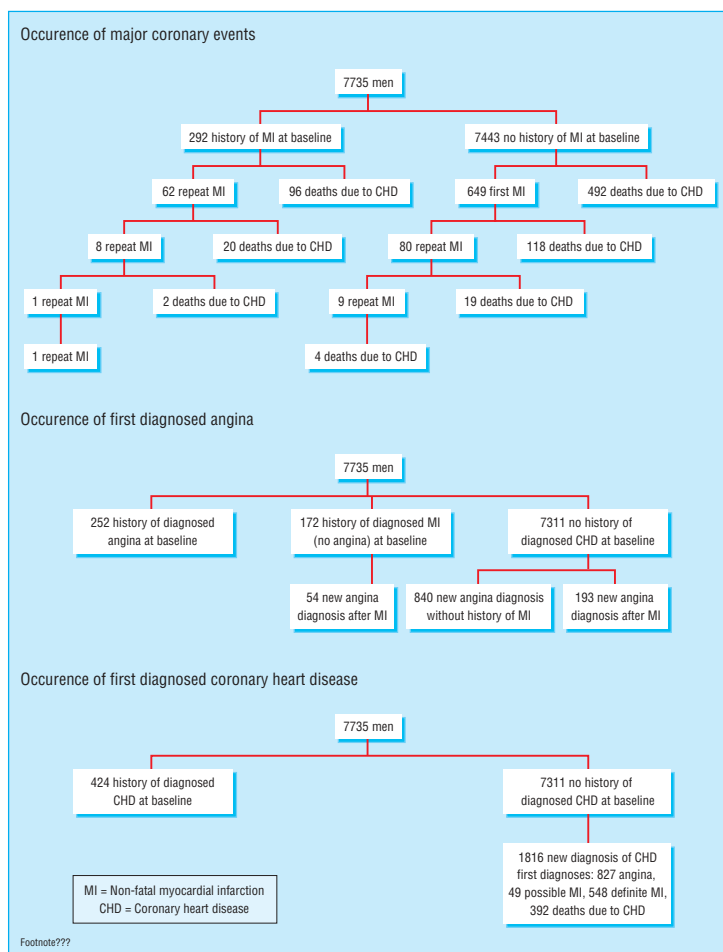 Occurence of major coronary events
7735 men
292 history of MI at baseline
7443 no history of MI at baseline
62 repeat MI
96 deaths due to CHD
649 first MI
492 deaths due to CHD
8 repeat MI
20 deaths due to CHD
80 repeat MI
118 deaths due to CHD
1 repeat MI
2 deaths due to CHD
9 repeat MI
19 deaths due to CHD
1 repeat MI
4 deaths due to CHD
Occurence of first diagnosed angina
7735 men
252 history of diagnosed
angina at baseline
172 history of diagnosed MI
(no angina) at baseline
7311 no history of
diagnosed CHD at baseline
54 new angina
diagnosis after MI
840 new angina diagnosis
without history of MI
193 new angina
diagnosis after MI
Occurence of first diagnosed coronary heart disease
7735 men
424 history of diagnosed
CHD at baseline
7311 no history of
diagnosed CHD at baseline
1816 new diagnosis of CHD
first diagnoses: 827 angina,
49 possible MI, 548 definite MI,
392 deaths due to CHD
MI = Non-fatal myocardial infarction
CHD = Coronary heart disease
Footnote???